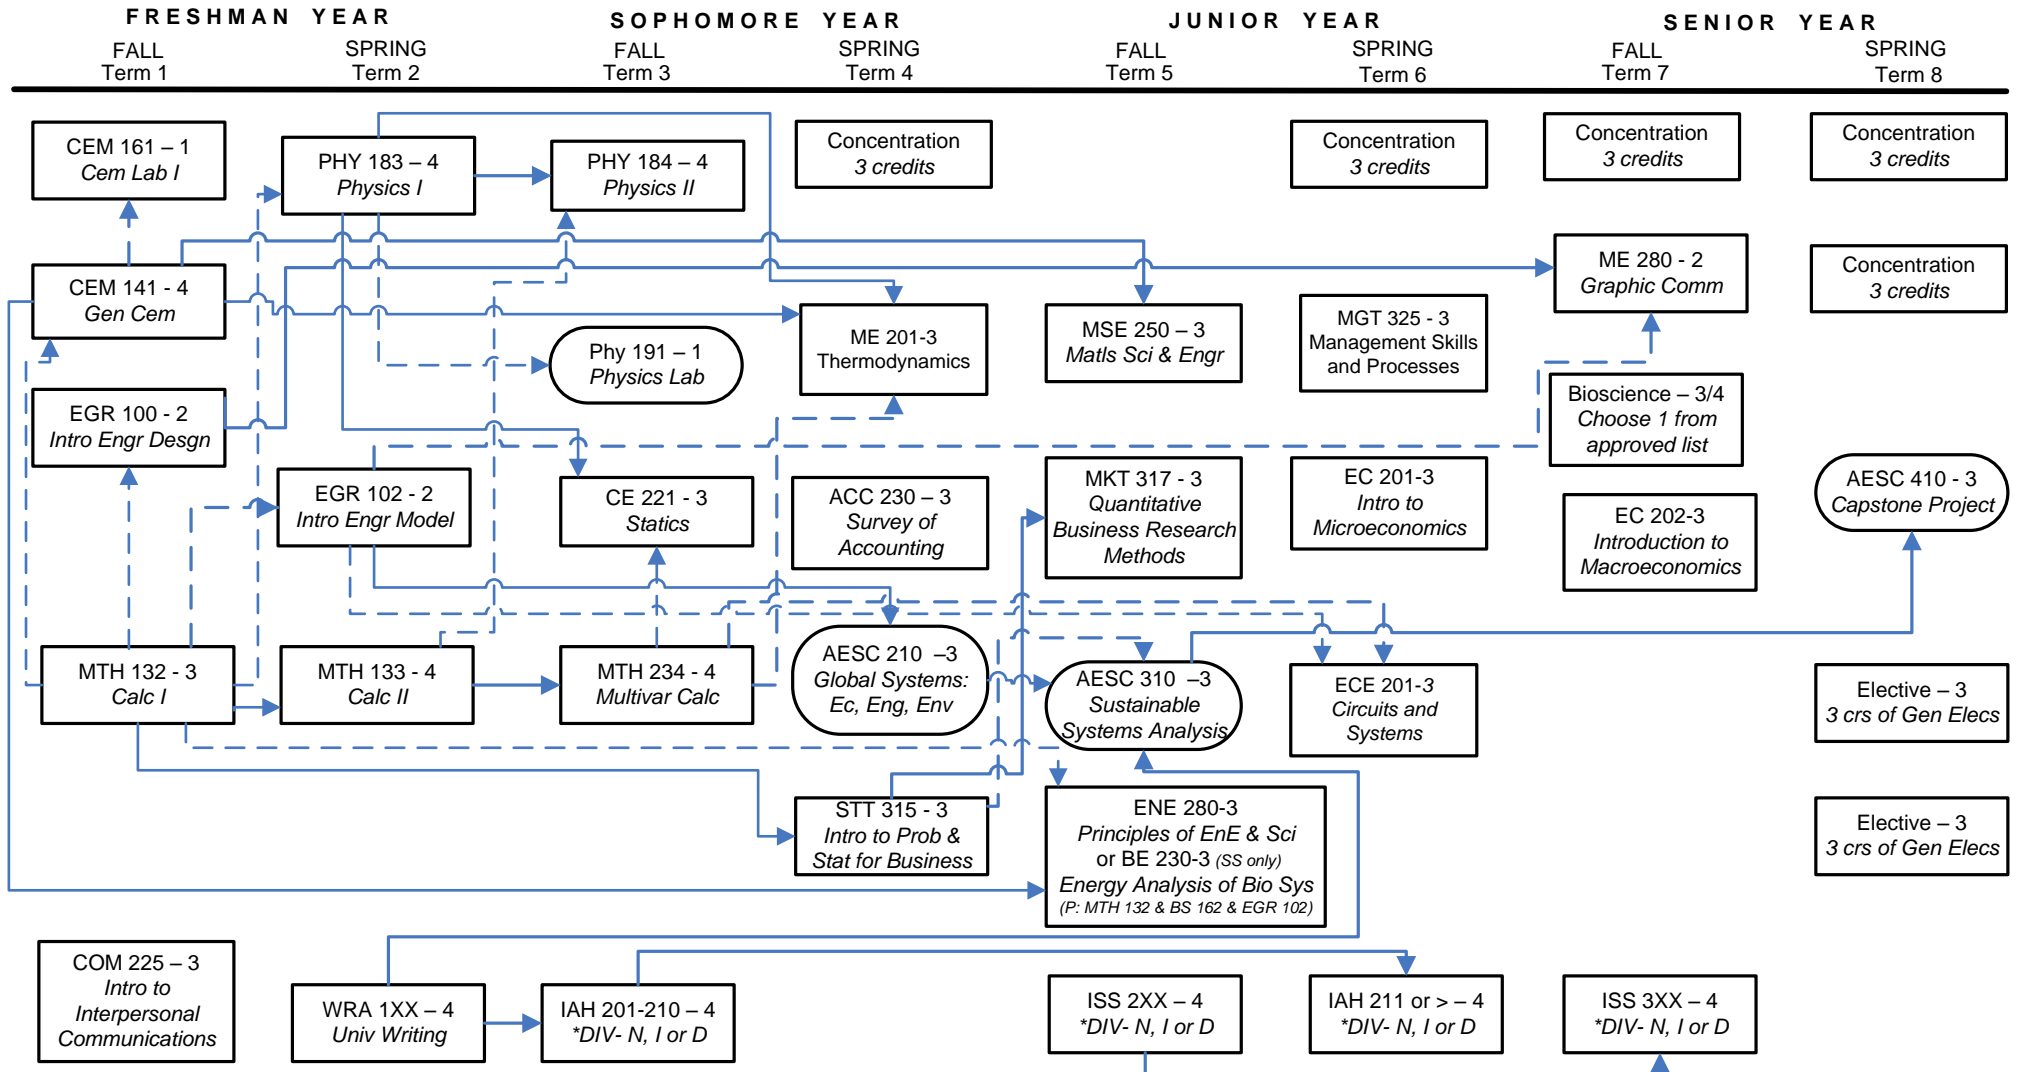 FRESHMAN YEAR
SOPHOMORE YEAR
JUNIOR YEAR
SENIOR YEAR
FALL
Term 1
SPRING
Term 2
FALL
Term 3
SPRING
Term 4
FALL
Term 5
SPRING
Term 6
FALL
Term 7
SPRING
Term 8
CEM 161 – 1
Cem Lab I
CEM 141 - 4
Gen Cem
EGR 100 - 2
Intro Engr Desgn
MTH 132 - 3
Calc I
COM 225 – 3
Intro to
Interpersonal
Communications
PHY 183 – 4
Physics I
EGR 102 - 2
Intro Engr Model
MTH 133 - 4
Calc II
WRA 1XX – 4
Univ Writing
PHY 184 – 4
Physics II
Phy 191 – 1
Physics Lab
CE 221 - 3
Statics
MTH 234 - 4
Multivar Calc
IAH 201-210 – 4
*DIV- N, I or D
Concentration
3 credits
ME 201-3
Thermodynamics
ACC 230 – 3
Survey of
Accounting
AESC 210 –3
Global Systems:
Ec, Eng, Env
STT 315 - 3
Intro to Prob &
Stat for Business
MSE 250 – 3
Matls Sci & Engr
MKT 317 - 3
Quantitative
Business Research
Methods
AESC 310 –3
Sustainable
Systems Analysis
ENE 280-3
Principles of EnE & Sci
or BE 230-3 (SS only)
Energy Analysis of Bio Sys
(P: MTH 132 & BS 162 & EGR 102)
ISS 2XX – 4
*DIV- N, I or D
Concentration
3 credits
MGT 325 - 3
Management Skills
and Processes
EC 201-3
Intro to
Microeconomics
ECE 201-3
Circuits and
Systems
IAH 211 or > – 4
*DIV- N, I or D
Concentration
3 credits
ME 280 - 2
Graphic Comm
Bioscience – 3/4
Choose 1 from
approved list
EC 202-3
Introduction to
Macroeconomics
ISS 3XX – 4
*DIV- N, I or D
Concentration
3 credits
Concentration
3 credits
AESC 410 - 3
Capstone Project
Elective – 3
3 crs of Gen Elecs
Elective – 3
3 crs of Gen Elecs